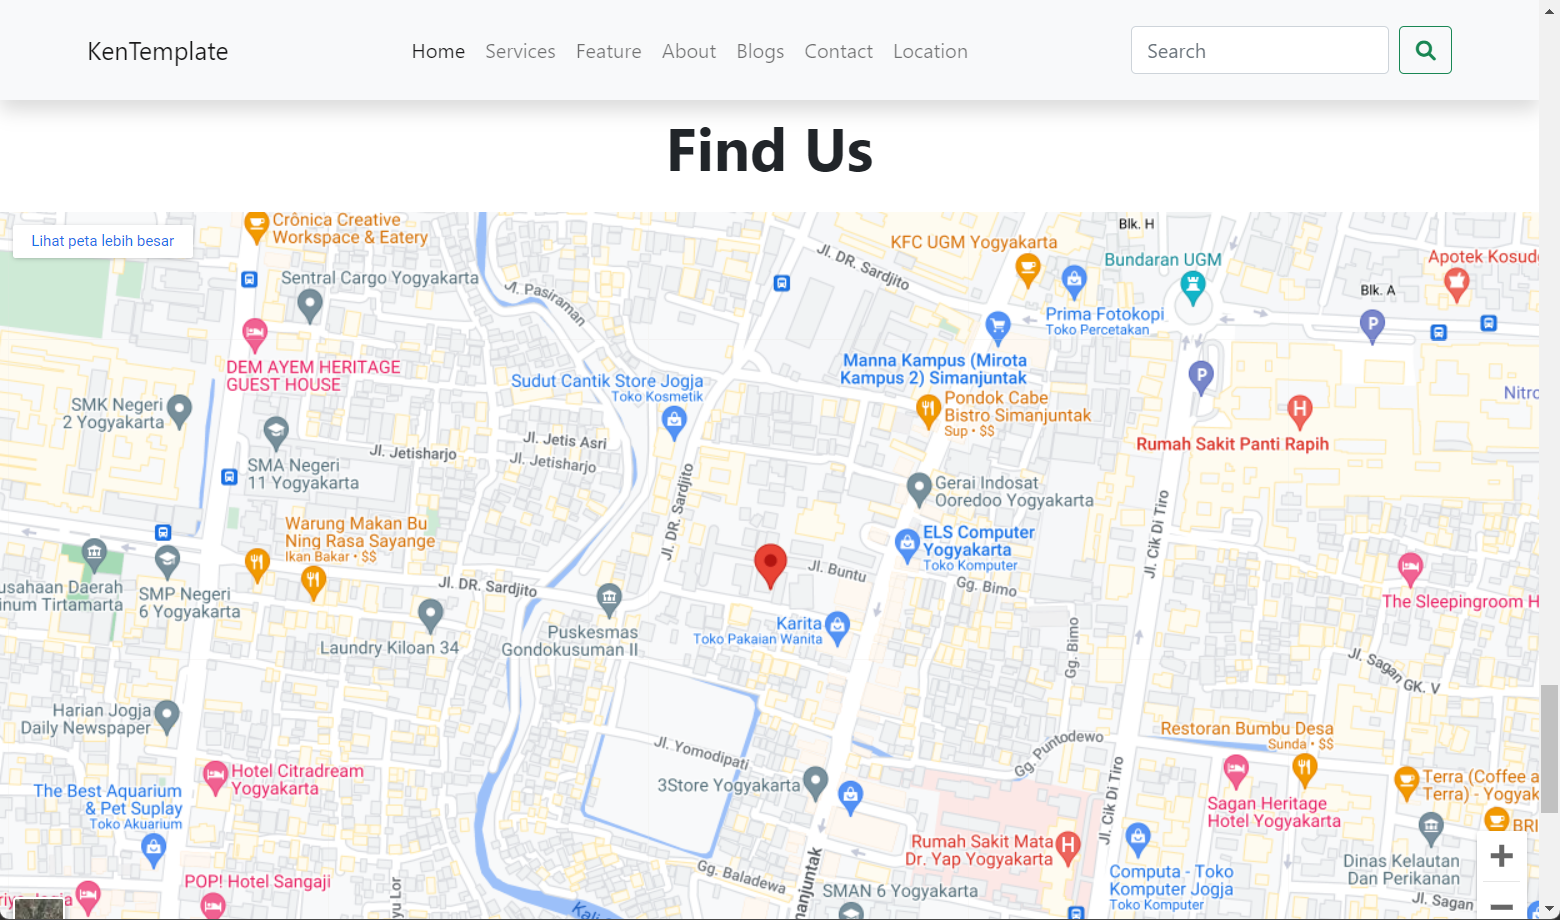 KenTemplate
Home Services Feature About Blogs Contact Location
Search
Find Us
Lihat peta lebih besar
Crônica Creative
Workspace & Eatery
Sentral Cargo Yogyakarta
Jl. Pasiraman
Jl. DR. Sardjito
KFC UGM Yogyakarta
Blk. H
Bundaran UGM
Apotek
Blk. A
Prima Fotokopi
Toko Percetakan
P
DEM AYEM HERITAGE
GUEST HOUSE
Manna Kampus (Mirota
Kampus 2) Simanjuntak
Sudut Cantik Store Jogja
Toko Kosmetik
P
SMK Negeri
2 Yogyakarta
Pondok Cabe
Bistro Simanjuntak
Sup • $$
H
Rumah Sakit Panti Rapih
Jl. Jetis Asri
Jl. Jetisharjo
Jl. Jetisharjo
SMA Negeri
11 Yogyakarta
Jl. DR. Sardjito
Gerai Indosat
Ooredoo Yogyakarta
Jl. Cik Di Tiro
Warung Makan Bu
Ning Rasa Sayange
Ikan Bakar • $$
ELS Computer
Yogyakarta
Toko Komputer
Jl. Buntu
Gg. Bimo
usahaan Daerah
inum Tirtamarta
SMP Negeri
6 Yogyakarta
Jl. DR. Sardjito
The Sleepingroom H
Karita
Toko Pakaian Wanita
Puskesmas
Gondokusuman II
Laundry Kiloan 34
Gg. Bimo
Jl. Sagan GK. V
Harian Jogja
Daily Newspaper
Restoran Bumbu Desa
Sunda • $$
Jl. Yomodipati
Gg. Puntodewo
Hotel Citradream
Yogyakarta
3Store Yogyakarta
Jl. Cik Di Tiro
Terra (Coffee a
Terra) - Yogyak
The Best Aquarium
& Pet Suplay
Toko Akuarium
Sagan Heritage
Hotel Yogyakarta
BRI
Rumah Sakit Mata
Dr. Yap Yogyakarta
H
Dinas Kelautan
Dan Perikanan
Computa - Toko
Komputer Jogja
Toko Komputer
POP! Hotel Sangaji
Gg. Baladewa
SMAN 6 Yogyakarta
Jl. Sagan